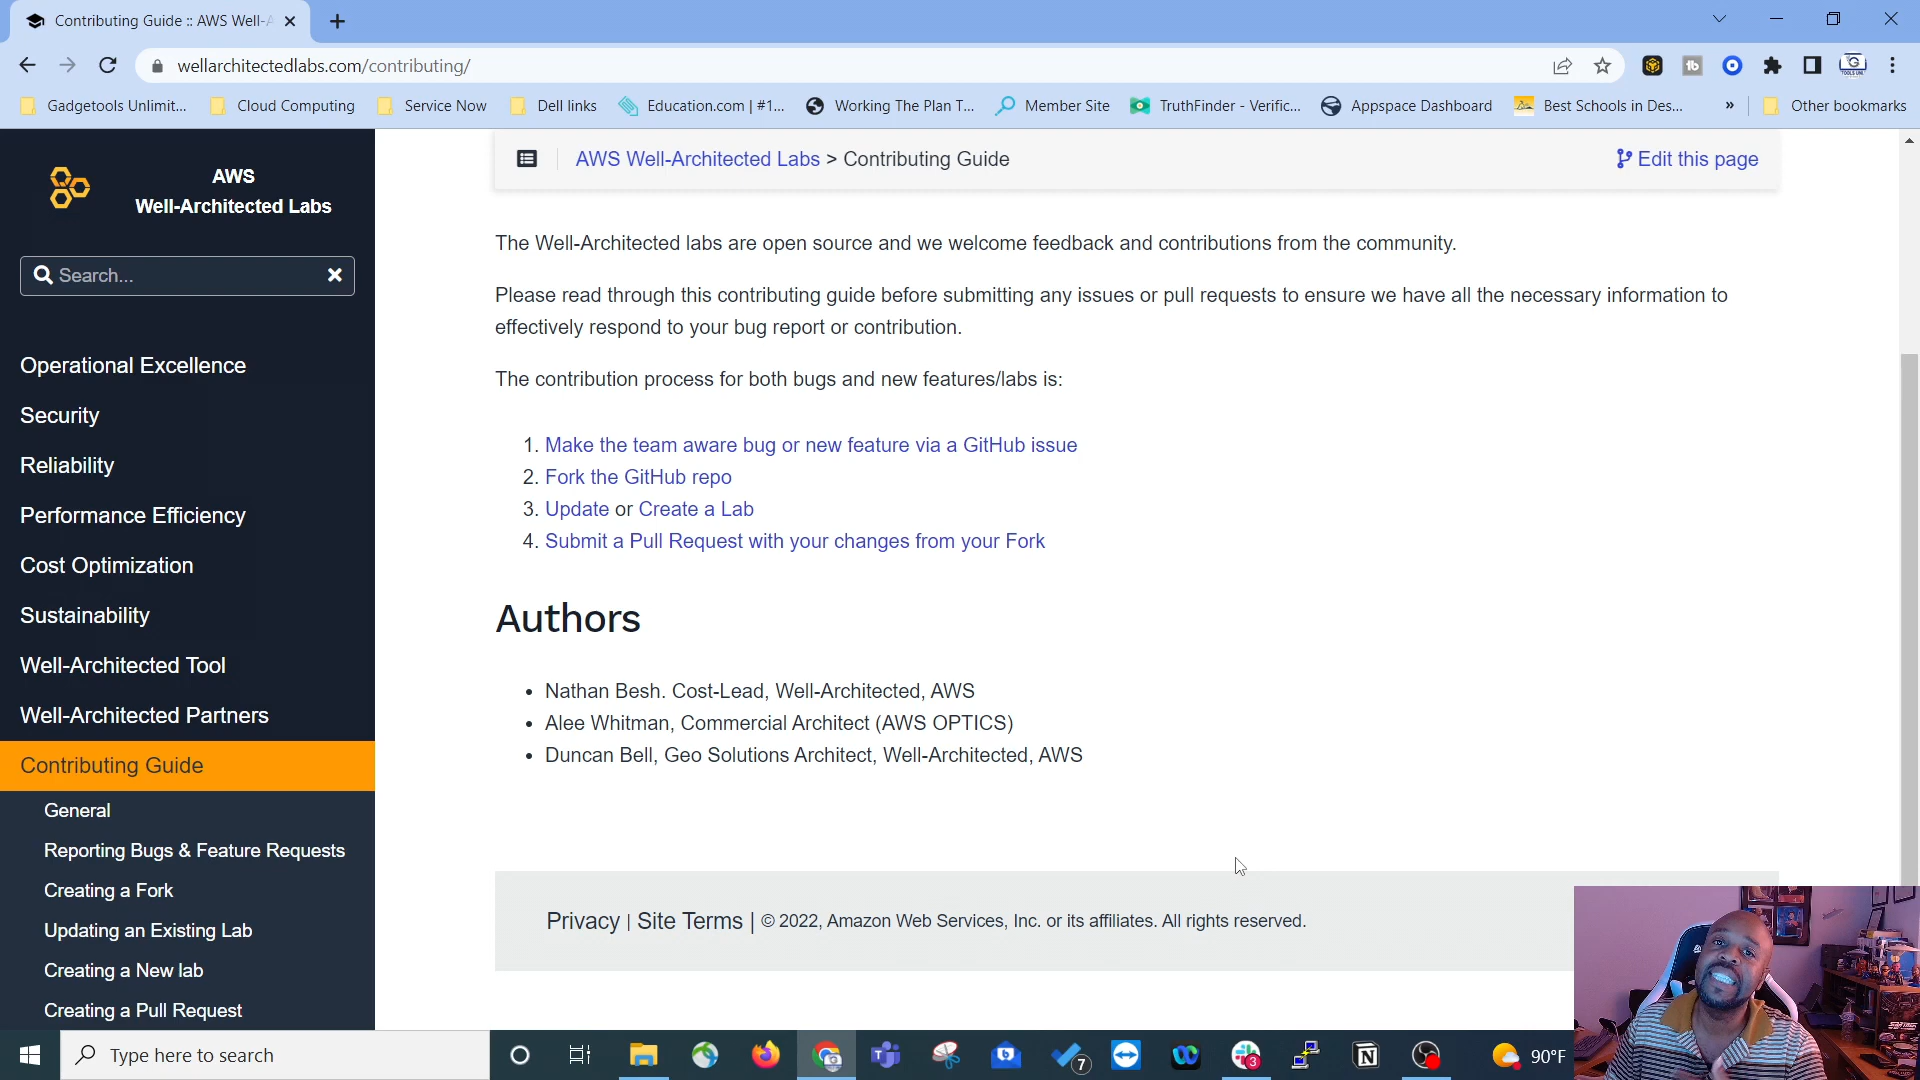 Contributing Guide :: AWS Well-A
wellarchitectedlabs.com/contributing/
Gadgetools Unlimit...
Cloud Computing
Service Now
Dell links
Education.com | #1...
Working The Plan T...
Member Site
TruthFinder - Verific...
Appspace Dashboard
Best Schools in Des...
»
Other bookmarks
AWS
Well-Architected Labs
Search...
Operational Excellence
Security
Reliability
Performance Efficiency
Cost Optimization
Sustainability
Well-Architected Tool
Well-Architected Partners
Contributing Guide
General
Reporting Bugs & Feature Requests
Creating a Fork
Updating an Existing Lab
Creating a New lab
Creating a Pull Request
AWS Well-Architected Labs > Contributing Guide
Edit this page
The Well-Architected labs are open source and we welcome feedback and contributions from the community.
Please read through this contributing guide before submitting any issues or pull requests to ensure we have all the necessary information to
effectively respond to your bug report or contribution.
The contribution process for both bugs and new features/labs is:
1. Make the team aware bug or new feature via a GitHub issue
2. Fork the GitHub repo
3. Update or Create a Lab
4. Submit a Pull Request with your changes from your Fork
Authors
• Nathan Besh. Cost-Lead, Well-Architected, AWS
• Alee Whitman, Commercial Architect (AWS OPTICS)
• Duncan Bell, Geo Solutions Architect, Well-Architected, AWS
Privacy | Site Terms | © 2022, Amazon Web Services, Inc. or its affiliates. All rights reserved.
Type here to search
7
3
90°F